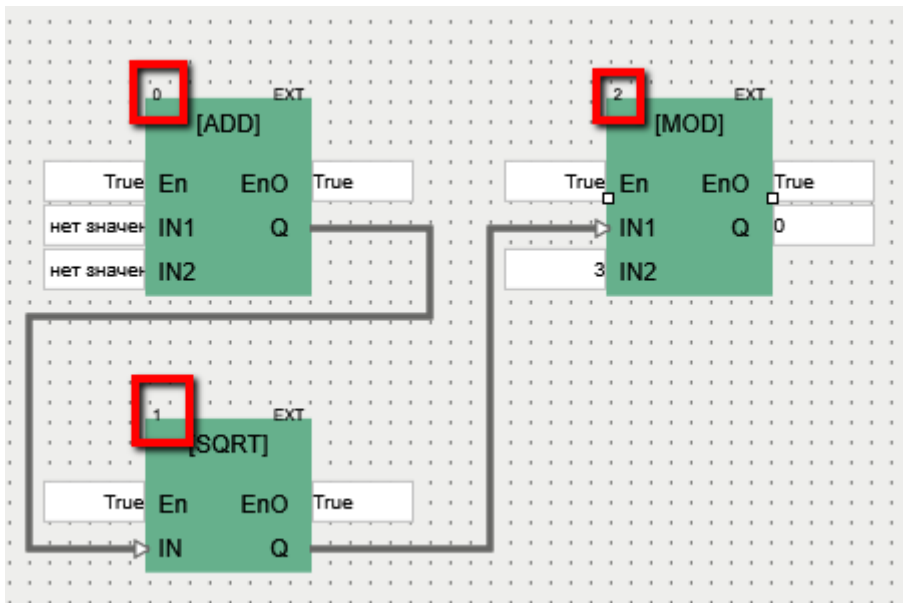 0 EXT
[ADD]
True En EnO True
нет значен IN1 Q
нет значен IN2
2 EXT
[MOD]
True En EnO True
IN1 Q 0
3 IN2
1 EXT
[SQRT]
True En EnO True
IN Q